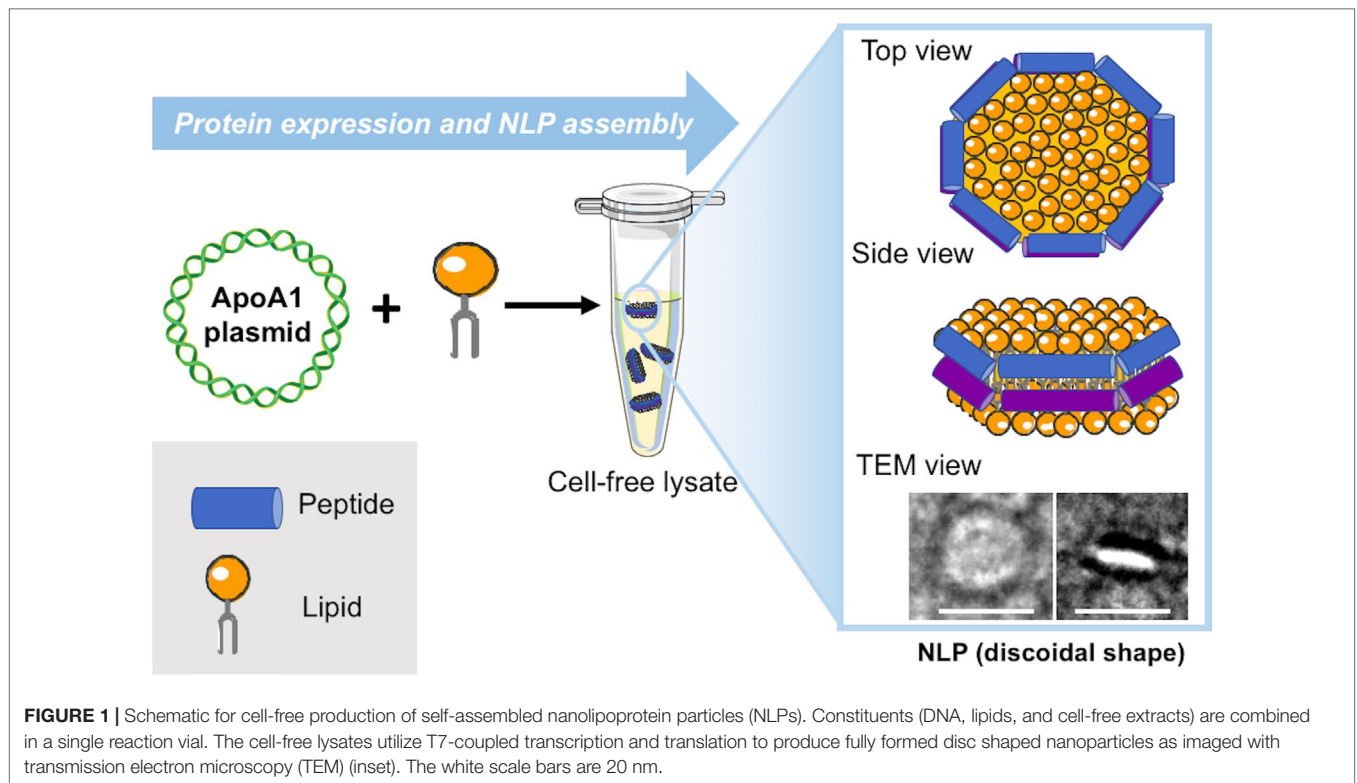 Protein expression and NLP assembly
ApoA1
plasmid
+
Cell-free lysate
Peptide
Lipid
Top view
Side view
TEM view
NLP (discoidal shape)
FIGURE 1 | Schematic for cell-free production of self-assembled nanolipoprotein particles (NLPs). Constituents (DNA, lipids, and cell-free extracts) are combined
in a single reaction vial. The cell-free lysates utilize T7-coupled transcription and translation to produce fully formed disc shaped nanoparticles as imaged with
transmission electron microscopy (TEM) (inset). The white scale bars are 20 nm.